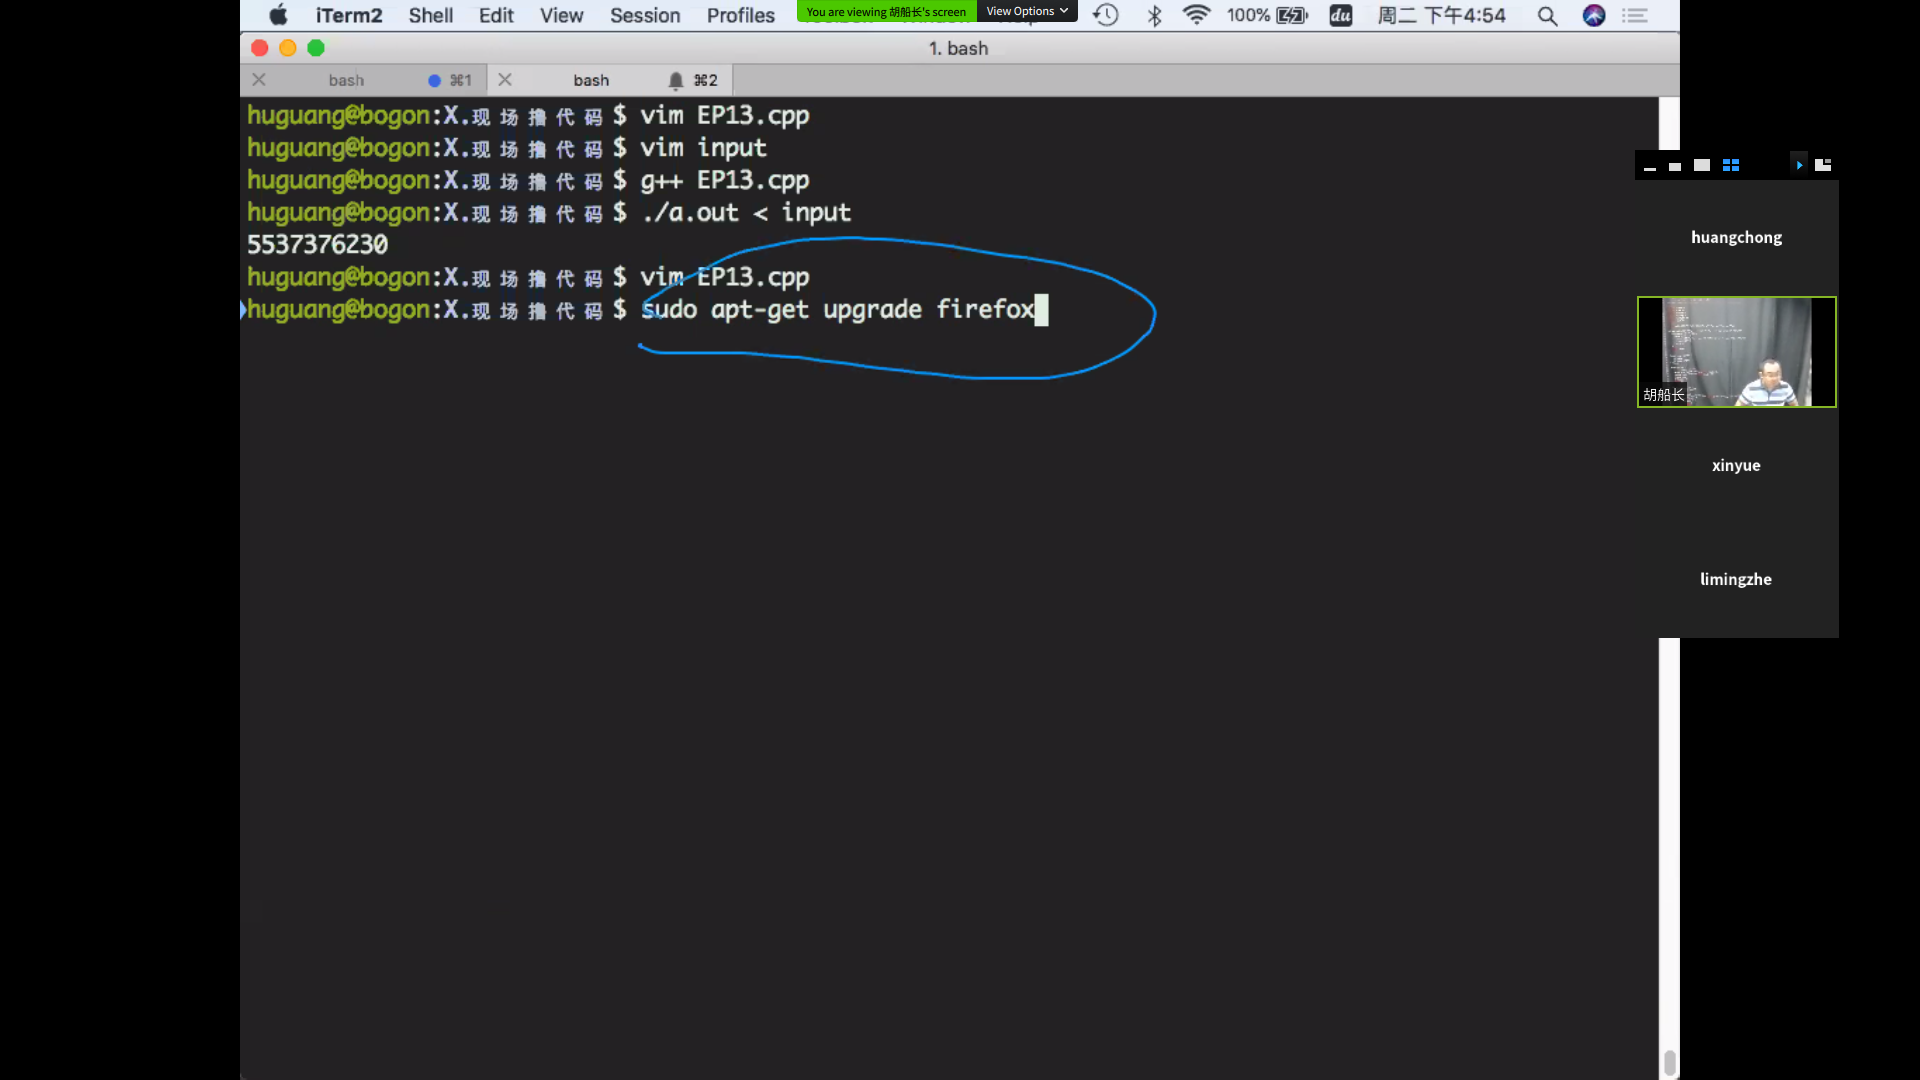 iTerm2 Shell Edit View Session Profiles
You are viewing 胡船长's screen View Options
100% du 周二 下午4:54
1. bash
bash ⌘1 bash ⌘2
huguang@bogon:X.现场撸代码 $ vim EP13.cpp
huguang@bogon:X.现场撸代码 $ vim input
huguang@bogon:X.现场撸代码 $ g++ EP13.cpp
huguang@bogon:X.现场撸代码 $ ./a.out < input
5537376230
huguang@bogon:X.现场撸代码 $ vim EP13.cpp
huguang@bogon:X.现场撸代码 $ sudo apt-get upgrade firefox
huangchong
胡船长
xinyue
limingzhe